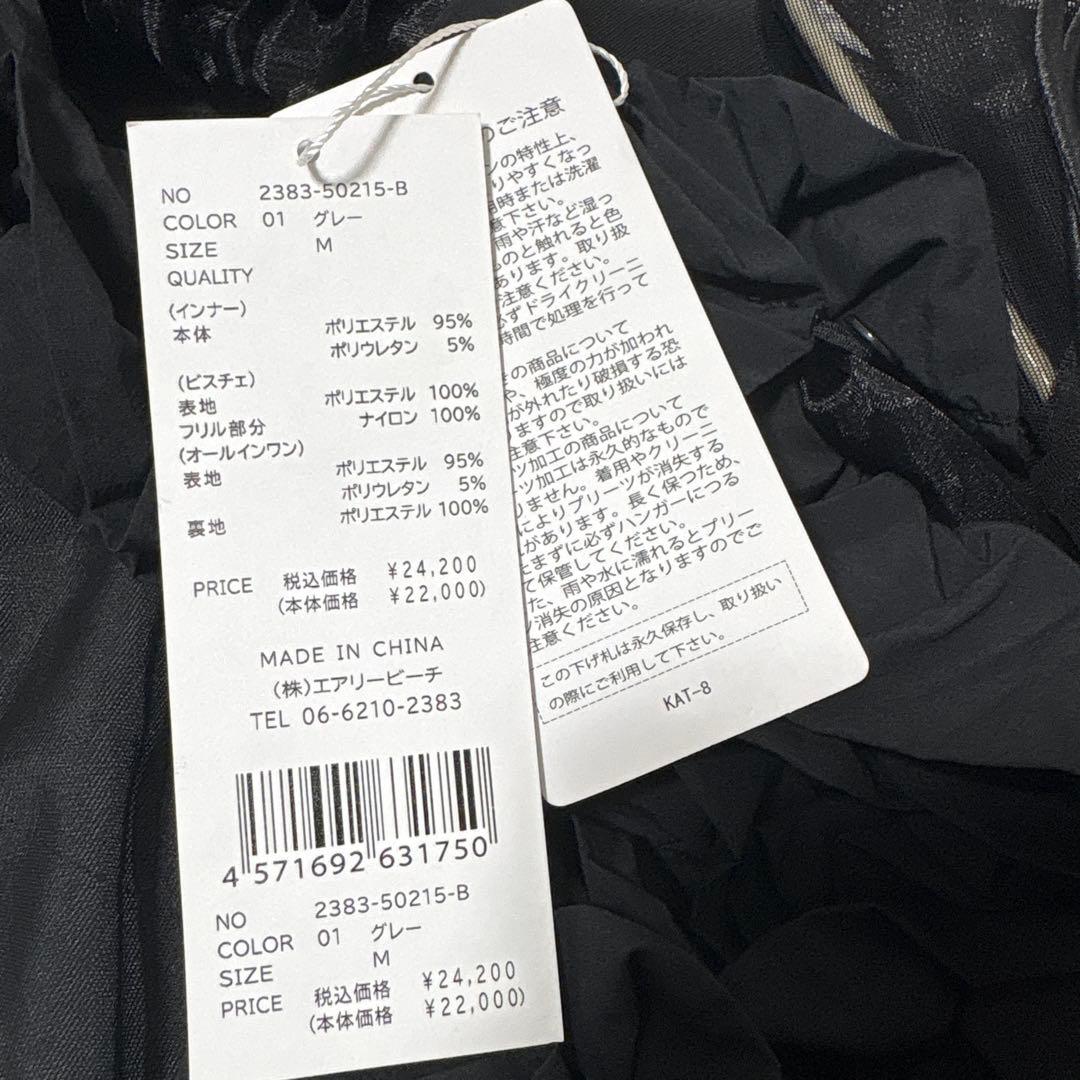 NO 2383-50215-B
COLOR 01 グレー
SIZE M
QUALITY
(インナー)
本体 ポリエステル 95%
ポリウレタン 5%
(ビスチェ)
表地 ポリエステル 100%
フリル部分 ナイロン 100%
(オールインワン)
表地 ポリエステル 95%
ポリウレタン 5%
裏地 ポリエステル 100%
PRICE 税込価格 ¥24,200
(本体価格 ¥22,000)
MADE IN CHINA
(株)エアリービーチ
TEL 06-6210-2383
4 571692 631750
NO 2383-50215-B
COLOR 01 グレー
SIZE M
PRICE 税込価格 ¥24,200
(本体価格 ¥22,000)
のご注意
ンの特性上、
りやすくなっ
用時または洗濯
意下さい。
雨や汗など湿っ
ものと触れると色
あります。取り扱
注意ください。
必ずドライクリーニ
時間で処理を行って
の商品について
や、極度の力が加われ
が外れたり破損する恐
ますので取り扱いには
注意下さい。
ーツ加工の商品について
ーツ加工は永久的なもので
りません。着用やクリーニ
によりプリーツが消失する
があります。長く保つため、
たまずに必ずハンガーにつる
て保管してください。
た、雨や水に濡れるとプリー
ツ消失の原因となりますのでご
注意ください。
この下げ札は永久保存し、取り扱い
の際にご利用して下さい。
KAT-8